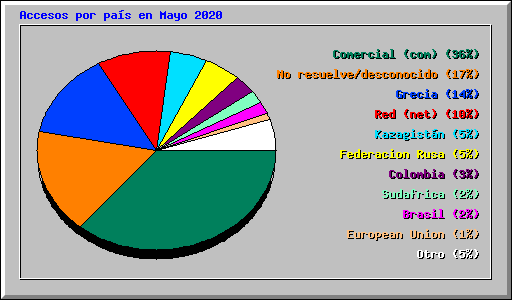 Accesos por país en Mayo 2020
Comercial (com) (36%)
No resuelve/desconocido (17%)
Grecia (14%)
Red (net) (10%)
Kazagistán (5%)
Federacion Rusa (5%)
Colombia (3%)
Sudafrica (2%)
Brasil (2%)
European Union (1%)
Otro (5%)